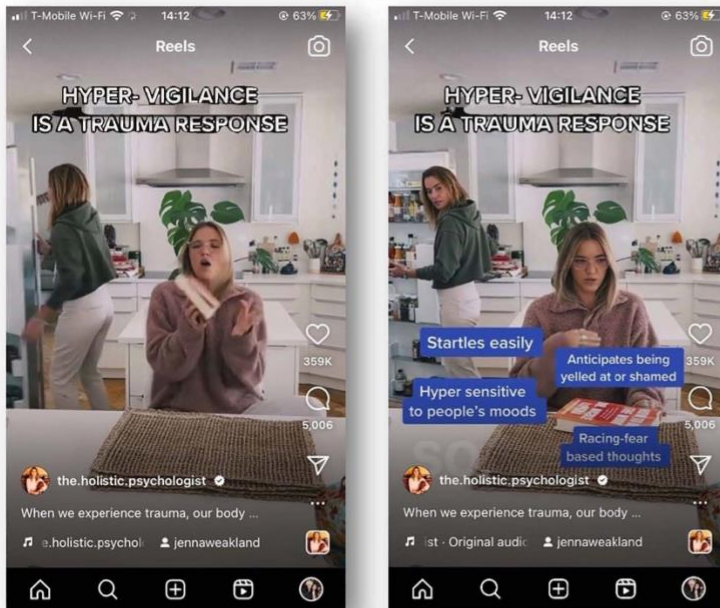 T-Mobile Wi-Fi 14:12 63%
Reels
HYPER- VIGILANCE
IS A TRAUMA RESPONSE
359K
5,006
the.holistic.psychologist
When we experience trauma, our body ...
e.holistic.psychol jennaweakland
T-Mobile Wi-Fi 14:12 63%
Reels
HYPER- VIGILANCE
IS A TRAUMA RESPONSE
Startles easily
Anticipates being
yelled at or shamed
359K
Hyper sensitive
to people's moods
5,006
Racing-fear
based thoughts
SO
the.holistic.psychologist
When we experience trauma, our body ...
ist · Original audio jennaweakland